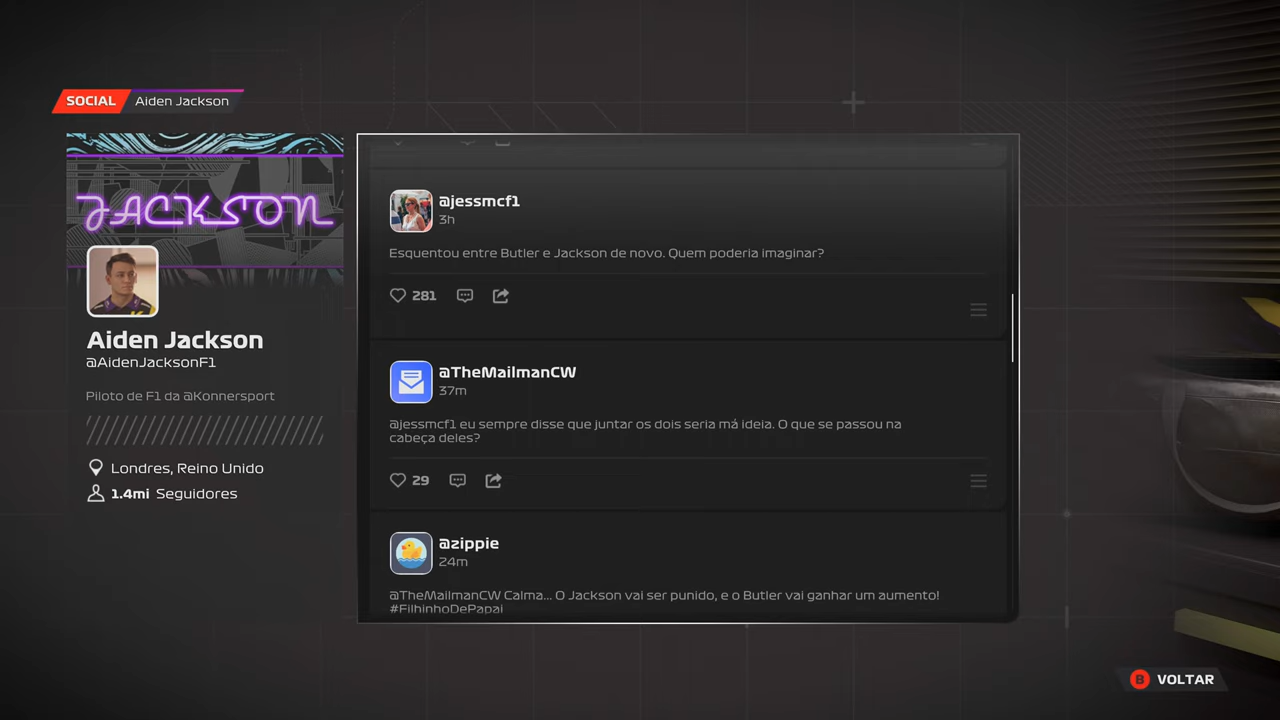 SOCIAL Aiden Jackson
JACKSON
Aiden Jackson
@AidenJacksonF1
Piloto de F1 da @Konnersport
Londres, Reino Unido
1.4mi Seguidores
@jessmcf1
3h
Esquentou entre Butler e Jackson de novo. Quem poderia imaginar?
281
@TheMailmanCW
37m
@jessmcf1 eu sempre disse que juntar os dois seria má ideia. O que se passou na
cabeça deles?
29
@zippie
24m
@TheMailmanCW Calma... O Jackson vai ser punido, e o Butler vai ganhar um aumento!
#FilhinhoDePapai
B VOLTAR